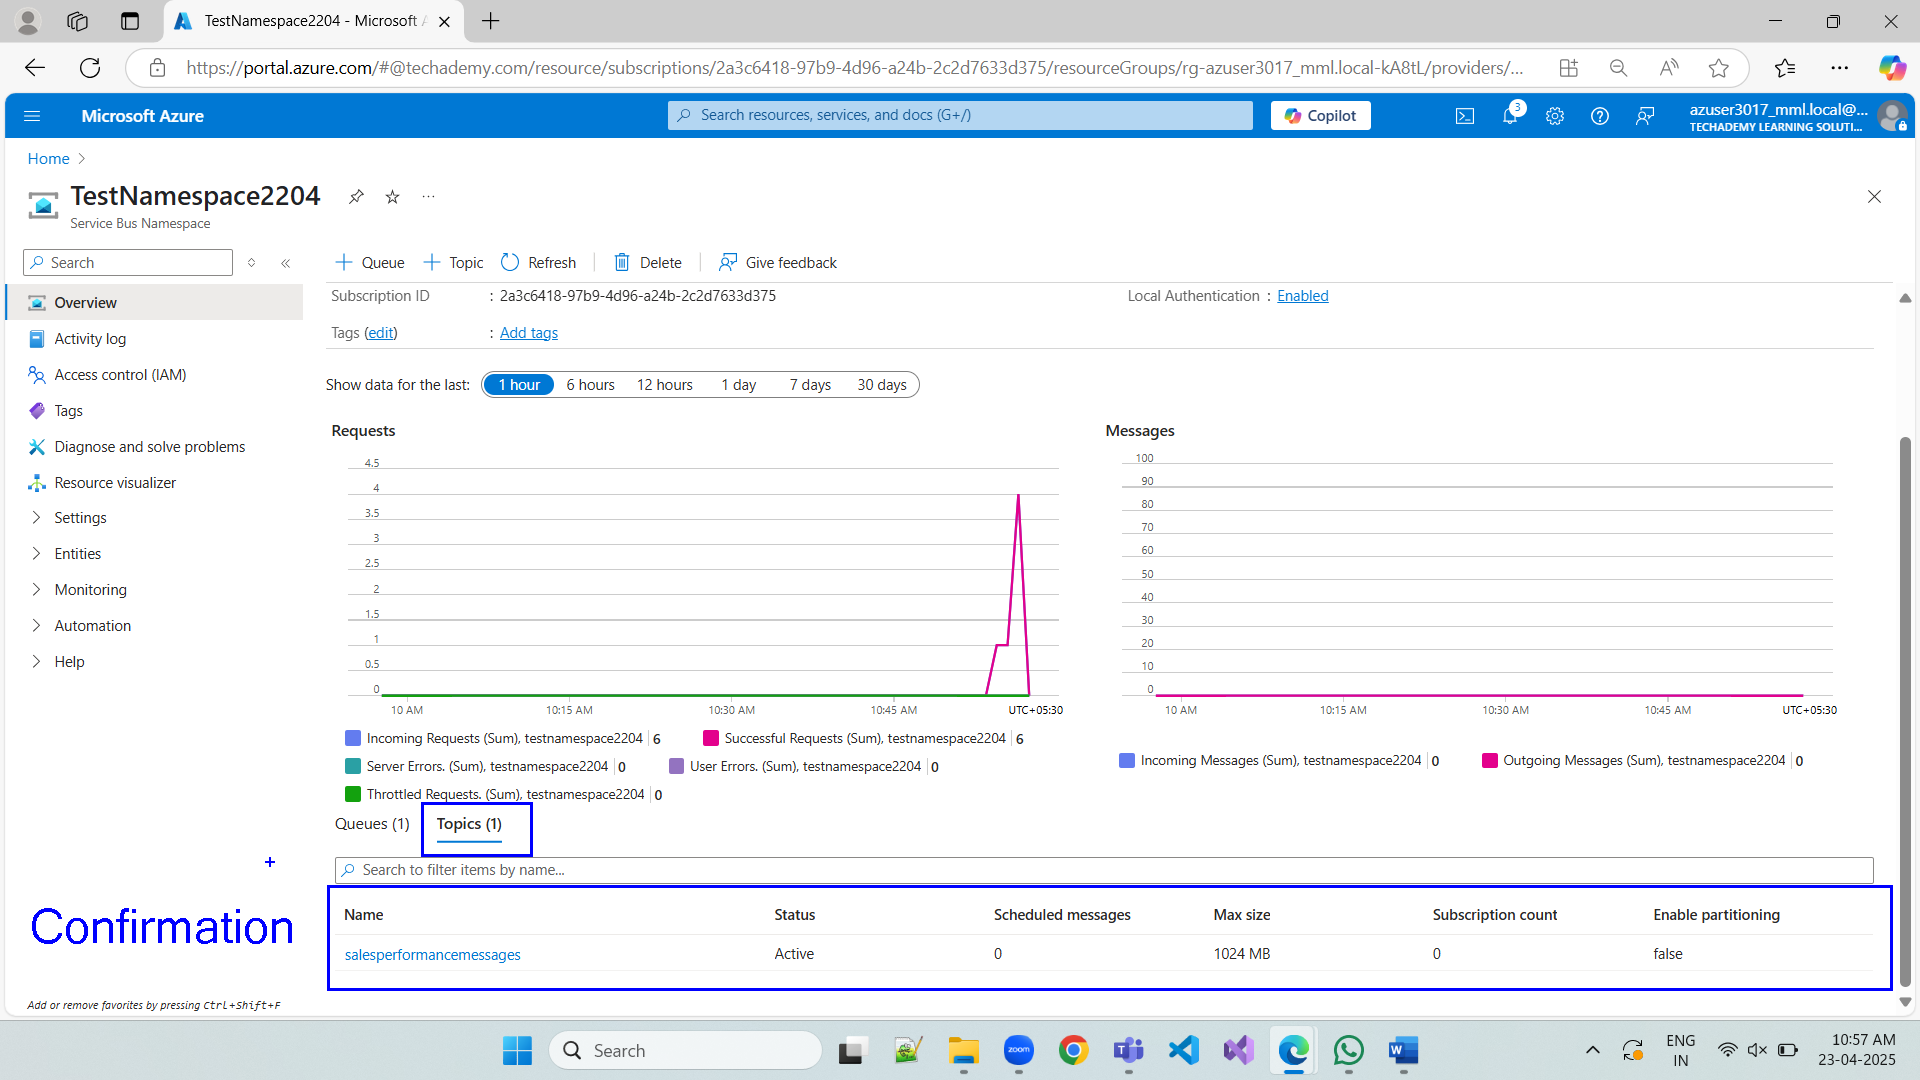 TestNamespace2204 - Microsoft A
https://portal.azure.com/#@techademy.com/resource/subscriptions/2a3c6418-97b9-4d96-a24b-2c2d7633d375/resourceGroups/rg-azuser3017_mml.local-kA8tL/providers/...
Microsoft Azure
Search resources, services, and docs (G+/)
Copilot
3
azuser3017_mml.local@...
TECHADEMY LEARNING SOLUTI...
Home
TestNamespace2204
Service Bus Namespace
Search
Queue
Topic
Refresh
Delete
Give feedback
Overview
Activity log
Access control (IAM)
Tags
Diagnose and solve problems
Resource visualizer
Settings
Entities
Monitoring
Automation
Help
Subscription ID : 2a3c6418-97b9-4d96-a24b-2c2d7633d375
Local Authentication : Enabled
Tags (edit) : Add tags
Show data for the last: 1 hour 6 hours 12 hours 1 day 7 days 30 days
Requests
4.5
4
3.5
3
2.5
2
1.5
1
0.5
0
10 AM 10:15 AM 10:30 AM 10:45 AM UTC+05:30
Incoming Requests (Sum), testnamespace2204 6
Successful Requests (Sum), testnamespace2204 6
Server Errors. (Sum), testnamespace2204 0
User Errors. (Sum), testnamespace2204 0
Throttled Requests. (Sum), testnamespace2204 0
Messages
100
90
80
70
60
50
40
30
20
10
0
10 AM 10:15 AM 10:30 AM 10:45 AM UTC+05:30
Incoming Messages (Sum), testnamespace2204 0
Outgoing Messages (Sum), testnamespace2204 0
Queues (1) Topics (1)
Search to filter items by name...
Name Status Scheduled messages Max size Subscription count Enable partitioning
salesperformancemessages Active 0 1024 MB 0 false
Confirmation
Add or remove favorites by pressing Ctrl+Shift+F
Search
zoom
ENG
IN
10:57 AM
23-04-2025